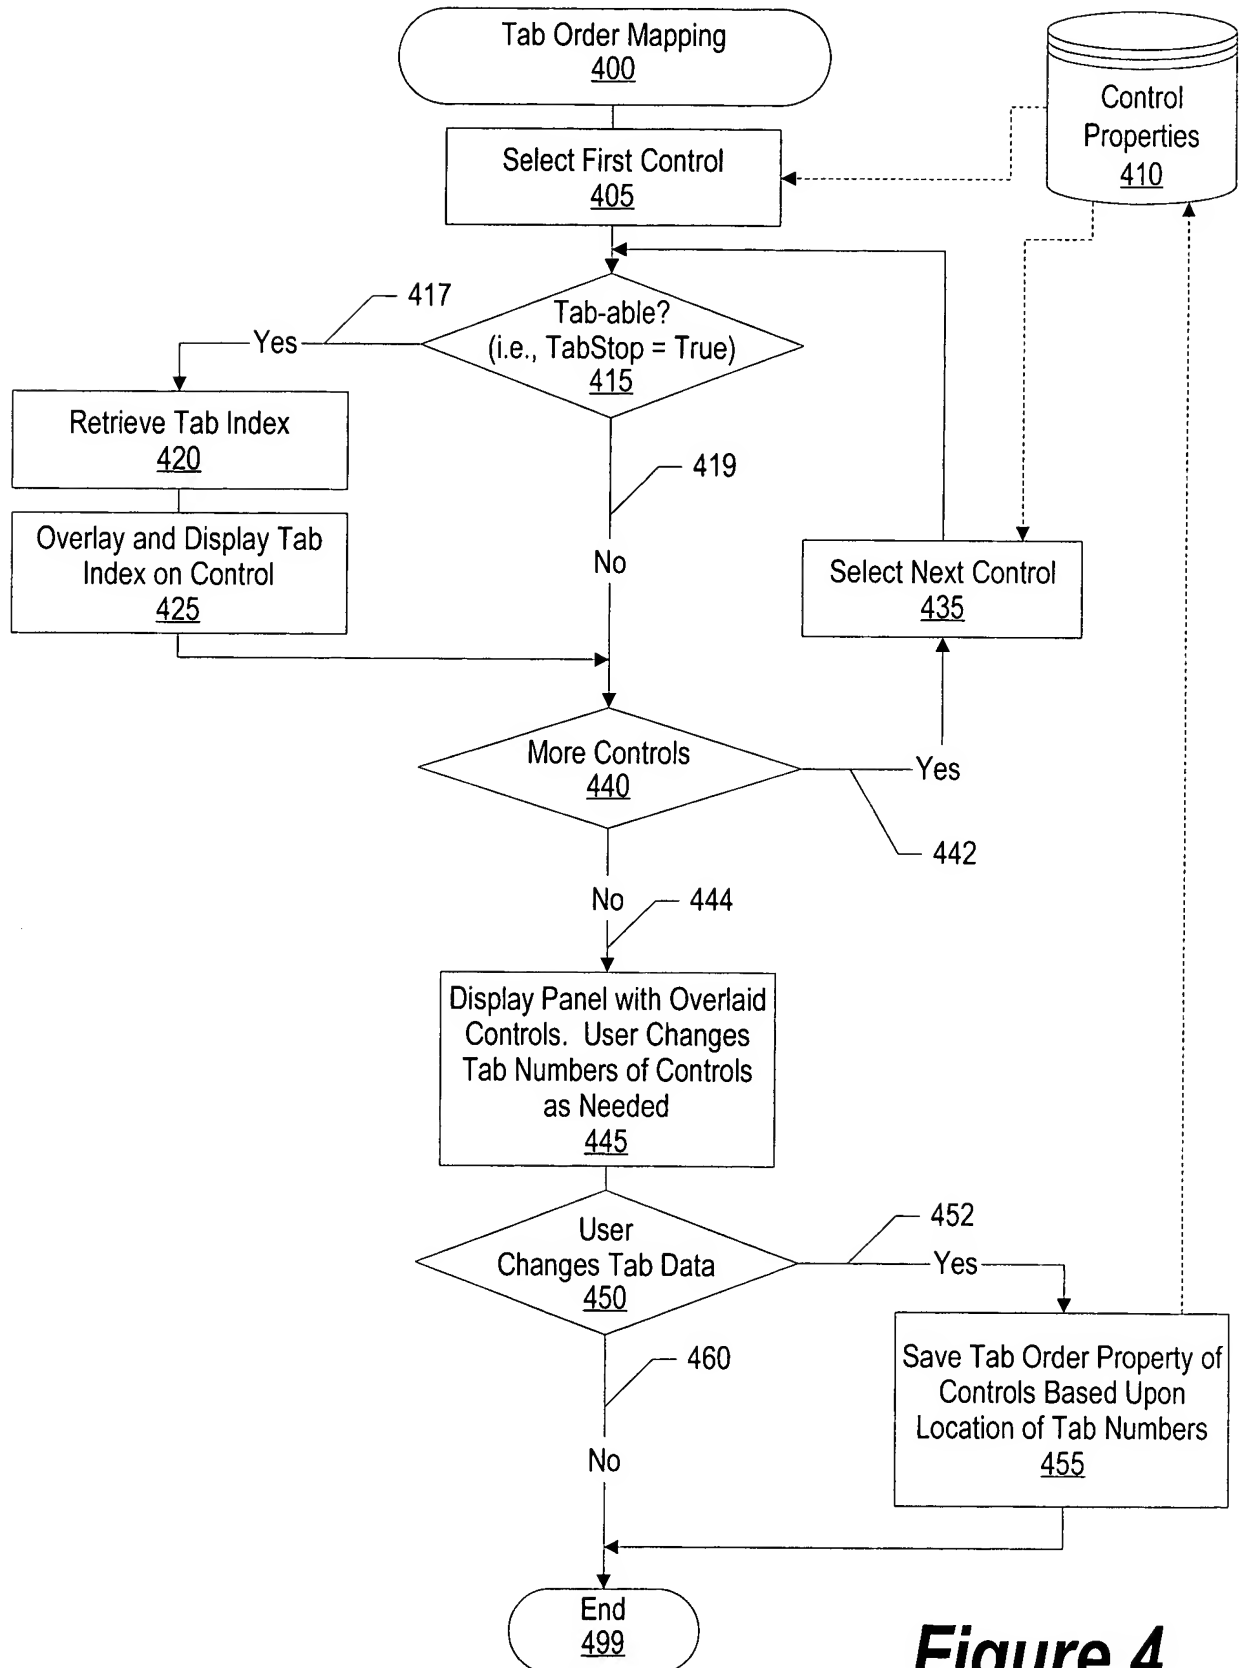 Tab Order Mapping
400
Control
Properties
410
Select First Control
405
417
Yes
Tab-able?
(i.e., TabStop = True)
415
Retrieve Tab Index
420
419
Overlay and Display Tab
Index on Control
425
No
Select Next Control
435
More Controls
440
Yes
442
No
444
Display Panel with Overlaid
Controls. User Changes
Tab Numbers of Controls
as Needed
445
User
Changes Tab Data
450
452
Yes
460
Save Tab Order Property of
Controls Based Upon
Location of Tab Numbers
455
No
End
499
Figure 4